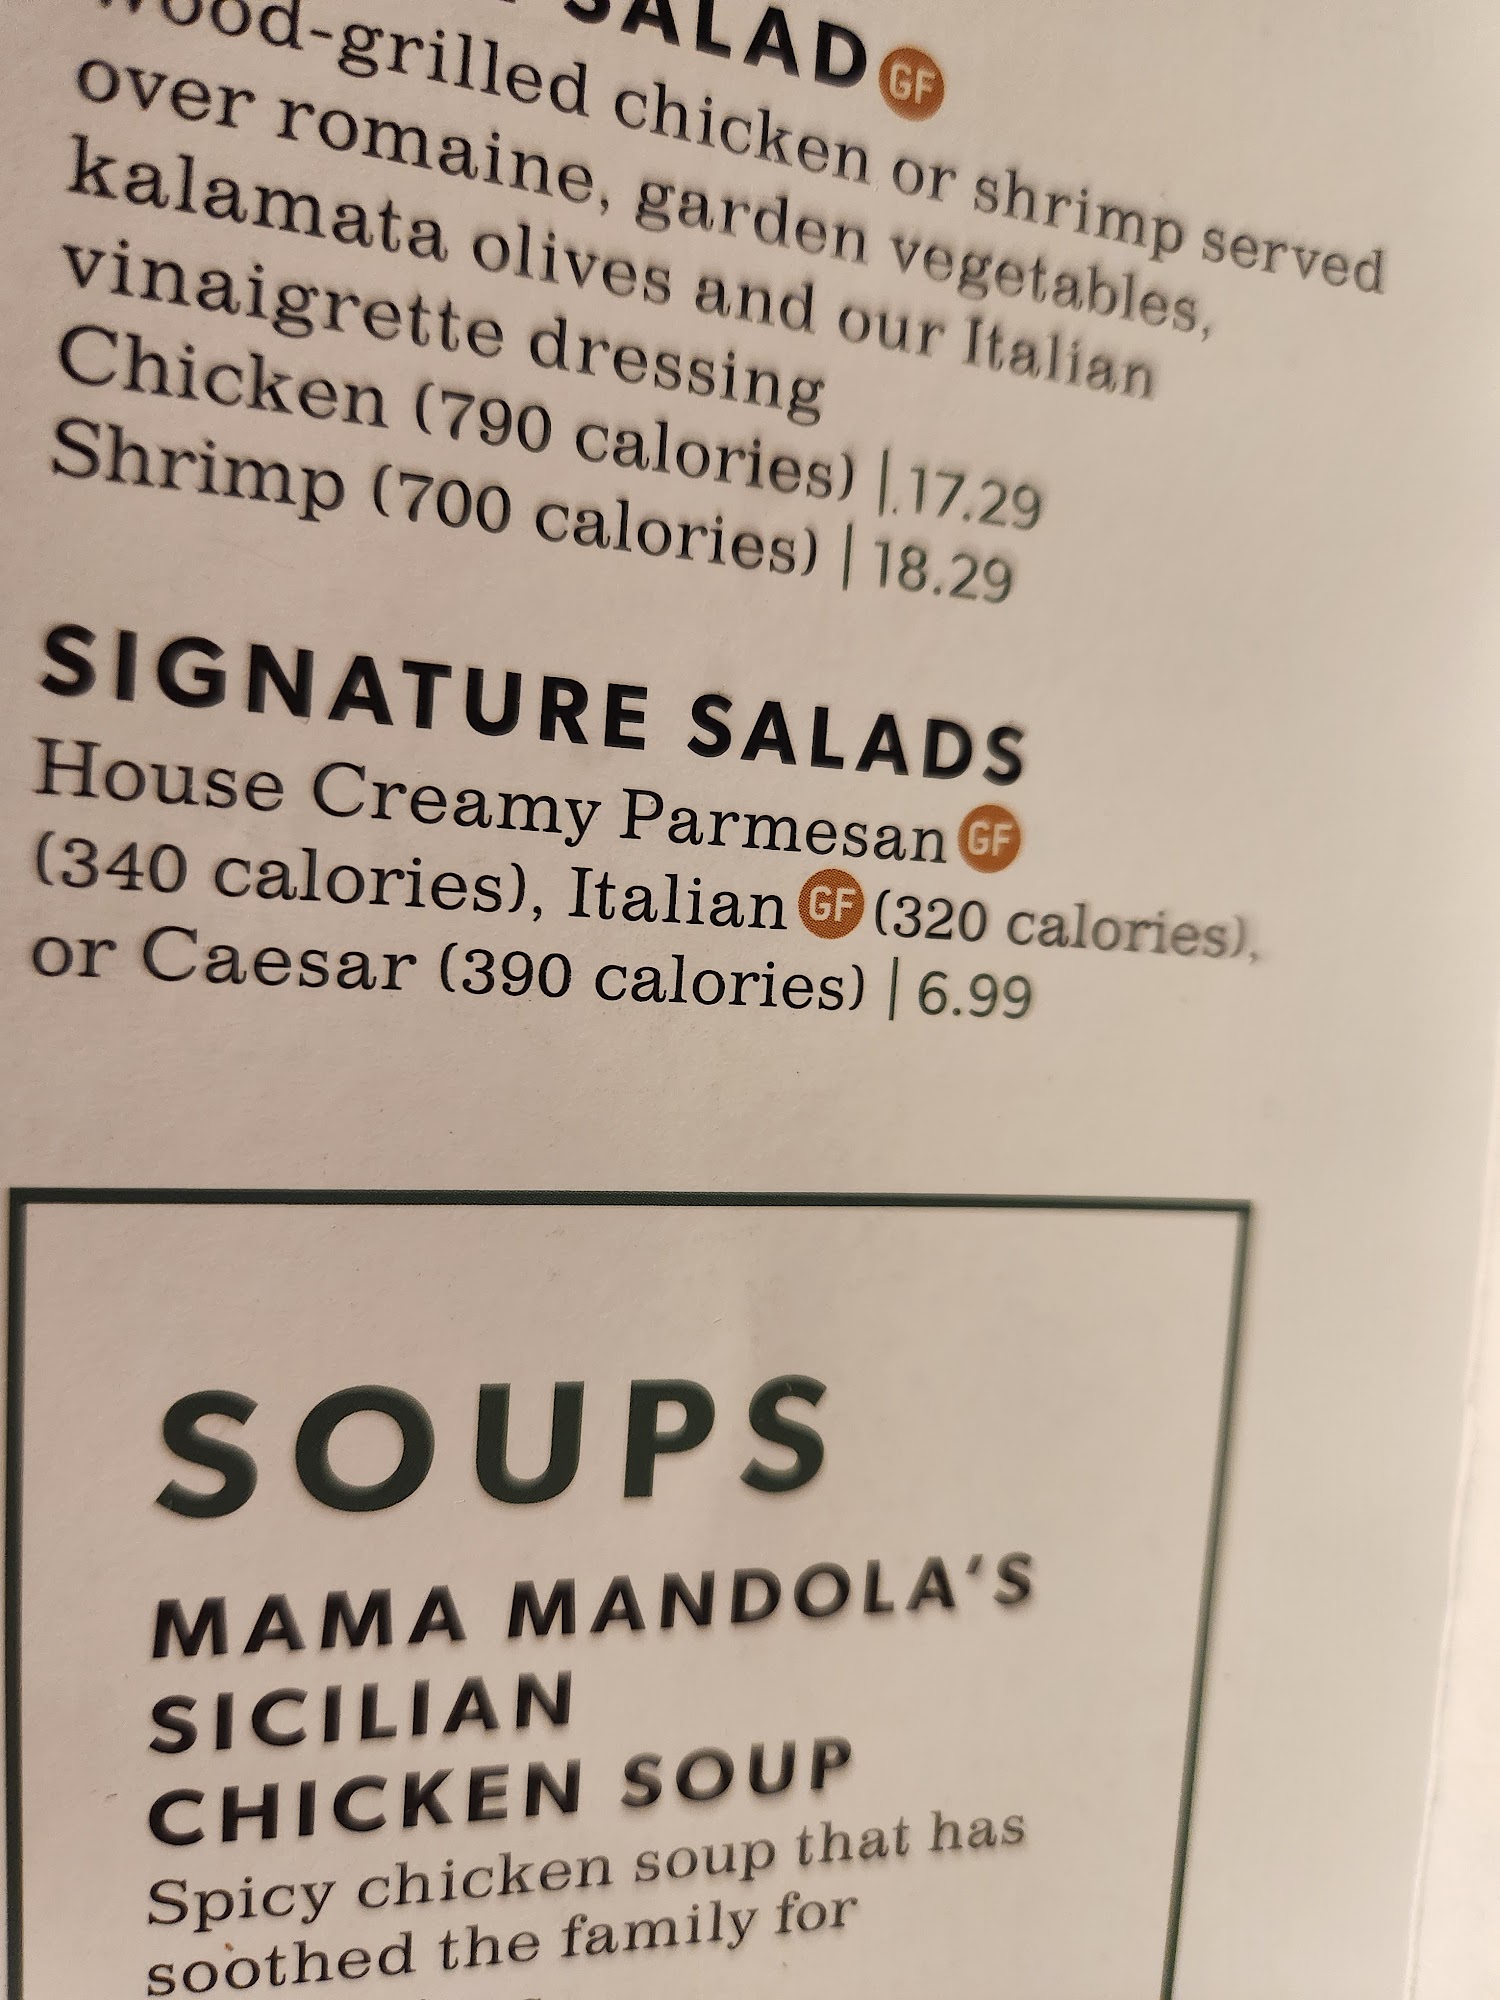 SALAD GF
wood-grilled chicken or shrimp served
over romaine, garden vegetables,
kalamata olives and our Italian
vinaigrette dressing
Chicken (790 calories) | 17.29
Shrimp (700 calories) | 18.29
SIGNATURE SALADS
House Creamy Parmesan GF
(340 calories), Italian GF (320 calories),
or Caesar (390 calories) | 6.99
SOUPS
MAMA MANDOLA'S
SICILIAN
CHICKEN SOUP
Spicy chicken soup that has
soothed the family for